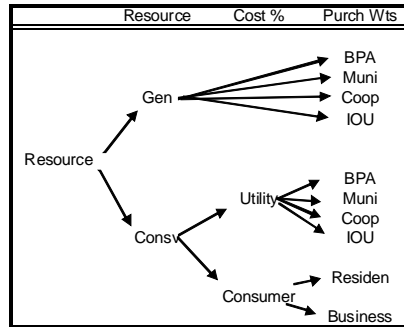 Resource Cost % Purch Wts
BPA
Gen Muni
Coop
IOU
Resource
BPA
Utility Muni
Coop
Consv IOU
Residen
Consumer
Business